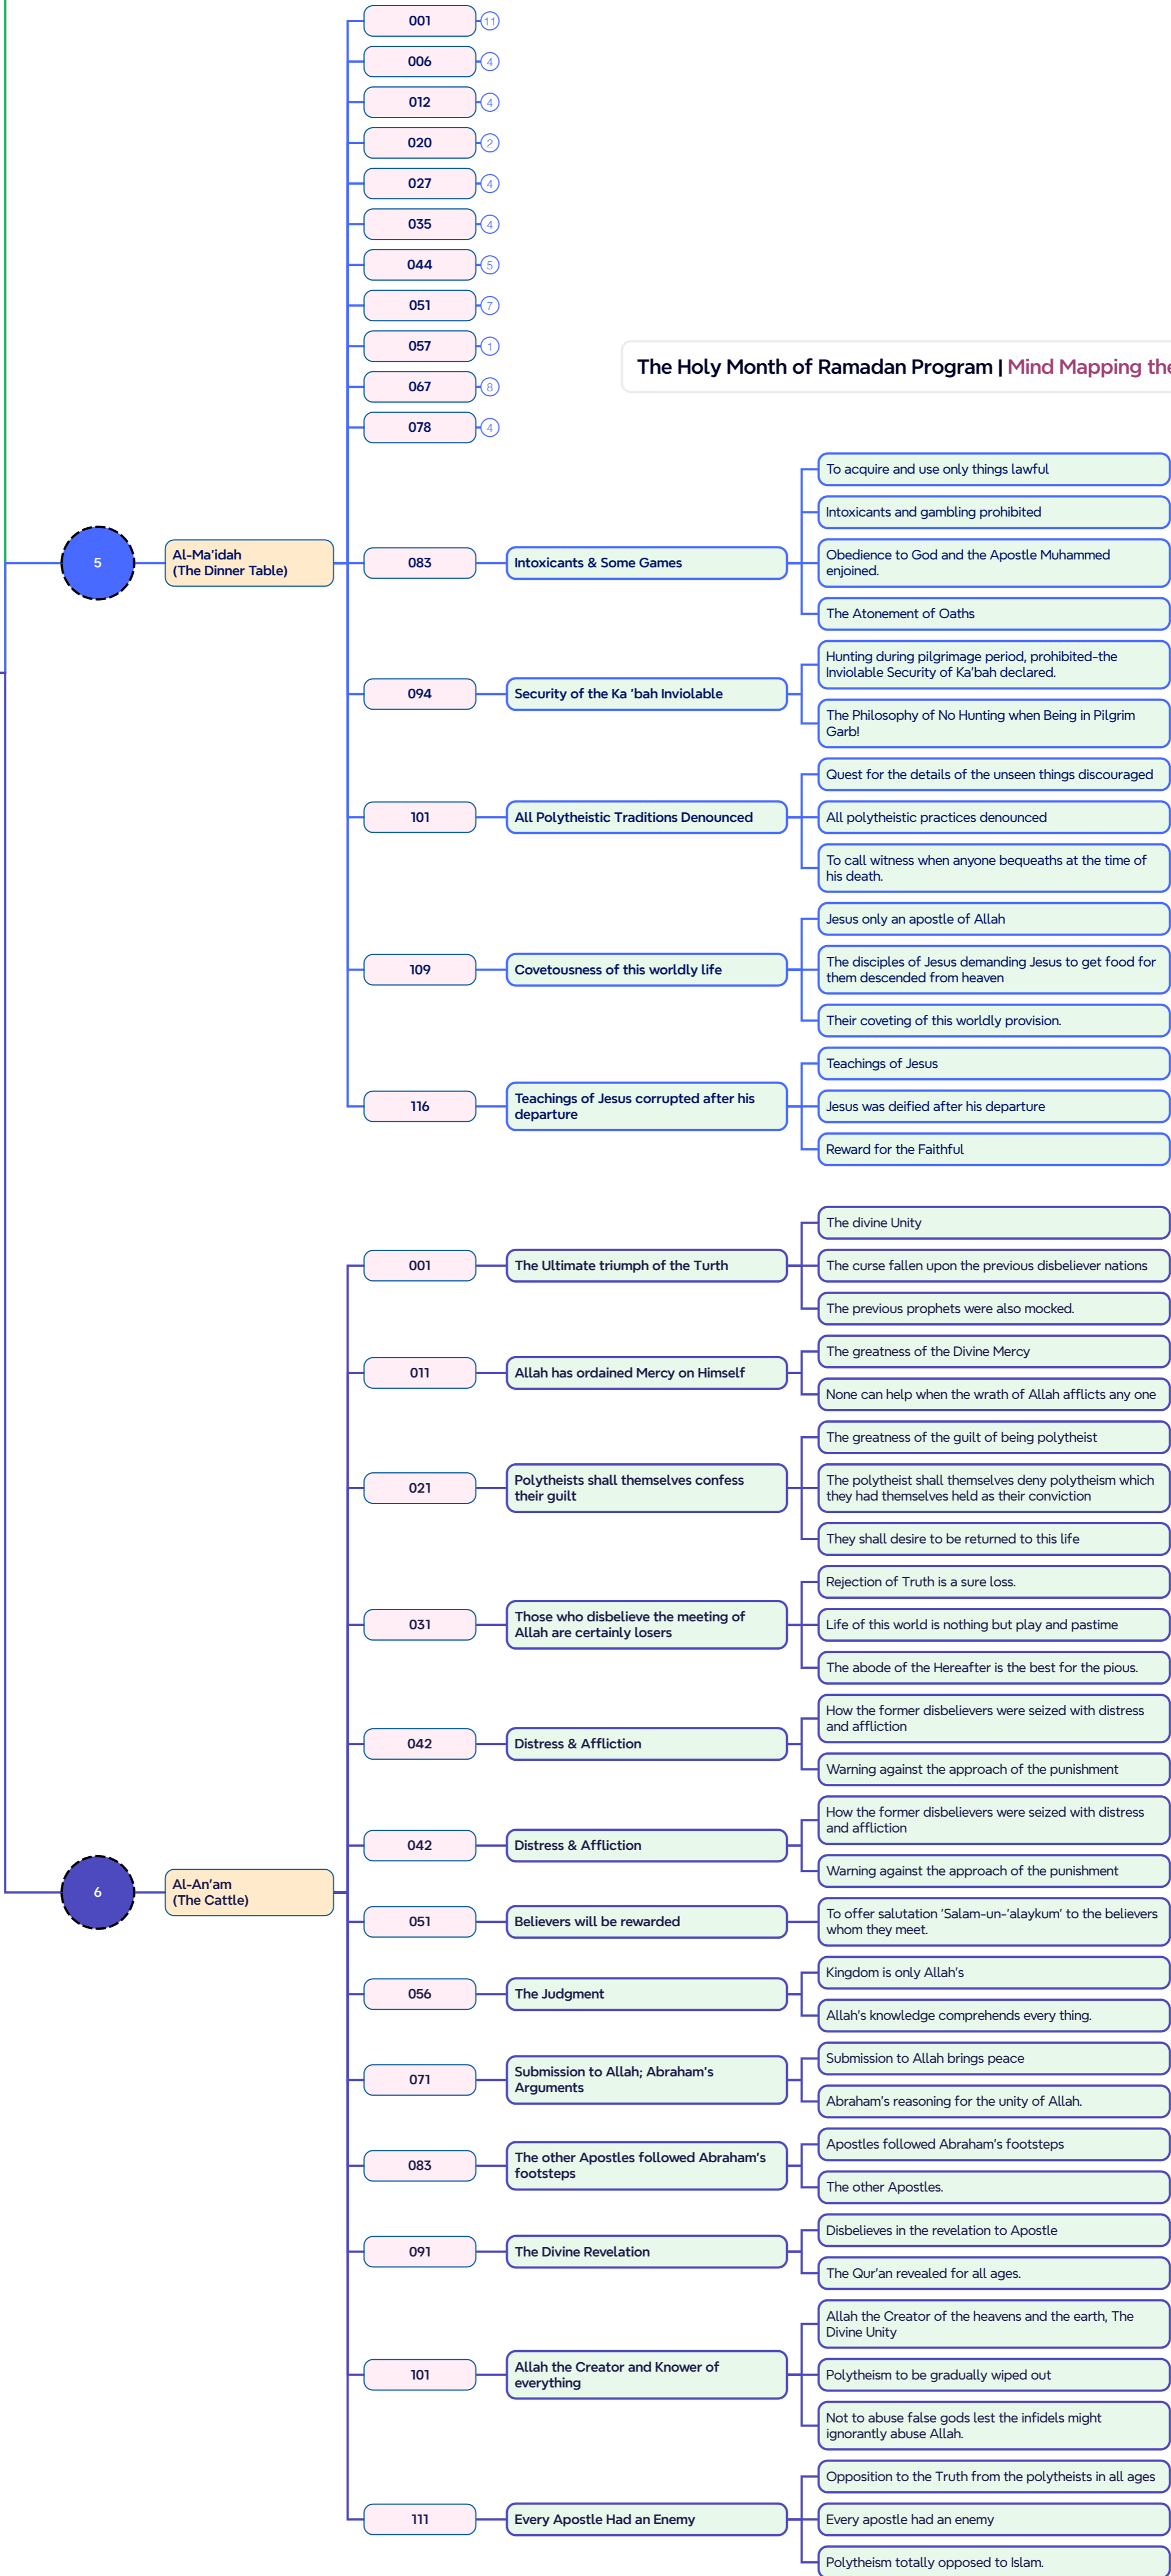 001
11
006
4
012
4
020
2
027
4
035
4
044
5
051
7
057
1
067
8
078
4
The Holy Month of Ramadan Program | Mind Mapping the
5
Al-Ma'idah
(The Dinner Table)
083
Intoxicants & Some Games
To acquire and use only things lawful
Intoxicants and gambling prohibited
Obedience to God and the Apostle Muhammed
enjoined.
The Atonement of Oaths
094
Security of the Ka 'bah Inviolable
Hunting during pilgrimage period, prohibited-the
Inviolable Security of Ka'bah declared.
The Philosophy of No Hunting when Being in Pilgrim
Garb!
101
All Polytheistic Traditions Denounced
Quest for the details of the unseen things discouraged
All polytheistic practices denounced
To call witness when anyone bequeaths at the time of
his death.
109
Covetousness of this worldly life
Jesus only an apostle of Allah
The disciples of Jesus demanding Jesus to get food for
them descended from heaven
Their coveting of this worldly provision.
116
Teachings of Jesus corrupted after his
departure
Teachings of Jesus
Jesus was deified after his departure
Reward for the Faithful
6
Al-An'am
(The Cattle)
001
The Ultimate triumph of the Turth
The divine Unity
The curse fallen upon the previous disbeliever nations
The previous prophets were also mocked.
011
Allah has ordained Mercy on Himself
The greatness of the Divine Mercy
None can help when the wrath of Allah afflicts any one
021
Polytheists shall themselves confess
their guilt
The greatness of the guilt of being polytheist
The polytheist shall themselves deny polytheism which
they had themselves held as their conviction
They shall desire to be returned to this life
031
Those who disbelieve the meeting of
Allah are certainly losers
Rejection of Truth is a sure loss.
Life of this world is nothing but play and pastime
The abode of the Hereafter is the best for the pious.
042
Distress & Affliction
How the former disbelievers were seized with distress
and affliction
Warning against the approach of the punishment
042
Distress & Affliction
How the former disbelievers were seized with distress
and affliction
Warning against the approach of the punishment
051
Believers will be rewarded
To offer salutation 'Salam-un-'alaykum' to the believers
whom they meet.
056
The Judgment
Kingdom is only Allah's
Allah's knowledge comprehends every thing.
071
Submission to Allah; Abraham's
Arguments
Submission to Allah brings peace
Abraham's reasoning for the unity of Allah.
083
The other Apostles followed Abraham's
footsteps
Apostles followed Abraham's footsteps
The other Apostles.
091
The Divine Revelation
Disbelieves in the revelation to Apostle
The Qur'an revealed for all ages.
101
Allah the Creator and Knower of
everything
Allah the Creator of the heavens and the earth, The
Divine Unity
Polytheism to be gradually wiped out
Not to abuse false gods lest the infidels might
ignorantly abuse Allah.
111
Every Apostle Had an Enemy
Opposition to the Truth from the polytheists in all ages
Every apostle had an enemy
Polytheism totally opposed to Islam.